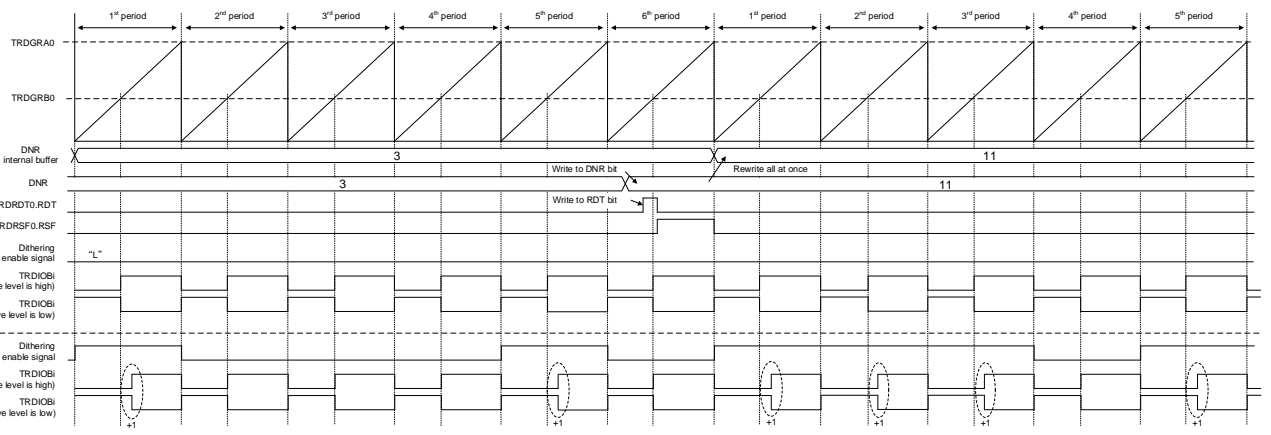 1st period 2nd period 3rd period 4th period 5th period 6th period 1st period 2nd period 3rd period 4th period 5th period
TRDGRA0
TRDGRB0
DNR
internal buffer
3
11
Write to DNR bit
Rewrite all at once
DNR
3
11
RDRDT0.RDT
Write to RDT bit
RDRSF0.RSF
Dithering
enable signal
"L"
TRDIOBi
e level is high)
TRDIOBi
ve level is low)
Dithering
enable signal
TRDIOBi
e level is high)
TRDIOBi
ve level is low)
+1 +1 +1 +1 +1 +1